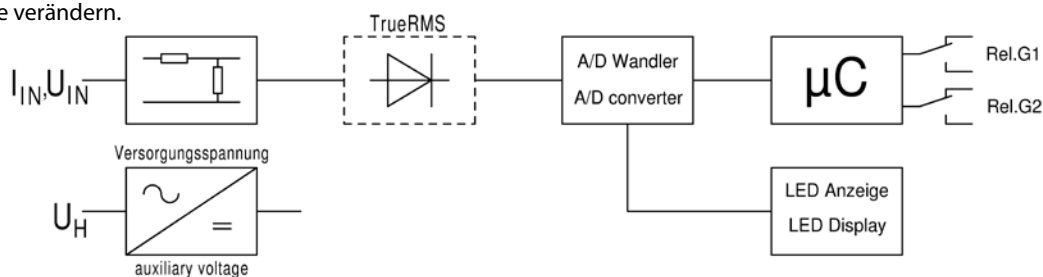 e verändern.
TrueRMS
I_IN,U_IN
A/D Wandler
A/D converter
µC
Rel.G1
Rel.G2
Versorgungsspannung
U_H
auxiliary voltage
LED Anzeige
LED Display